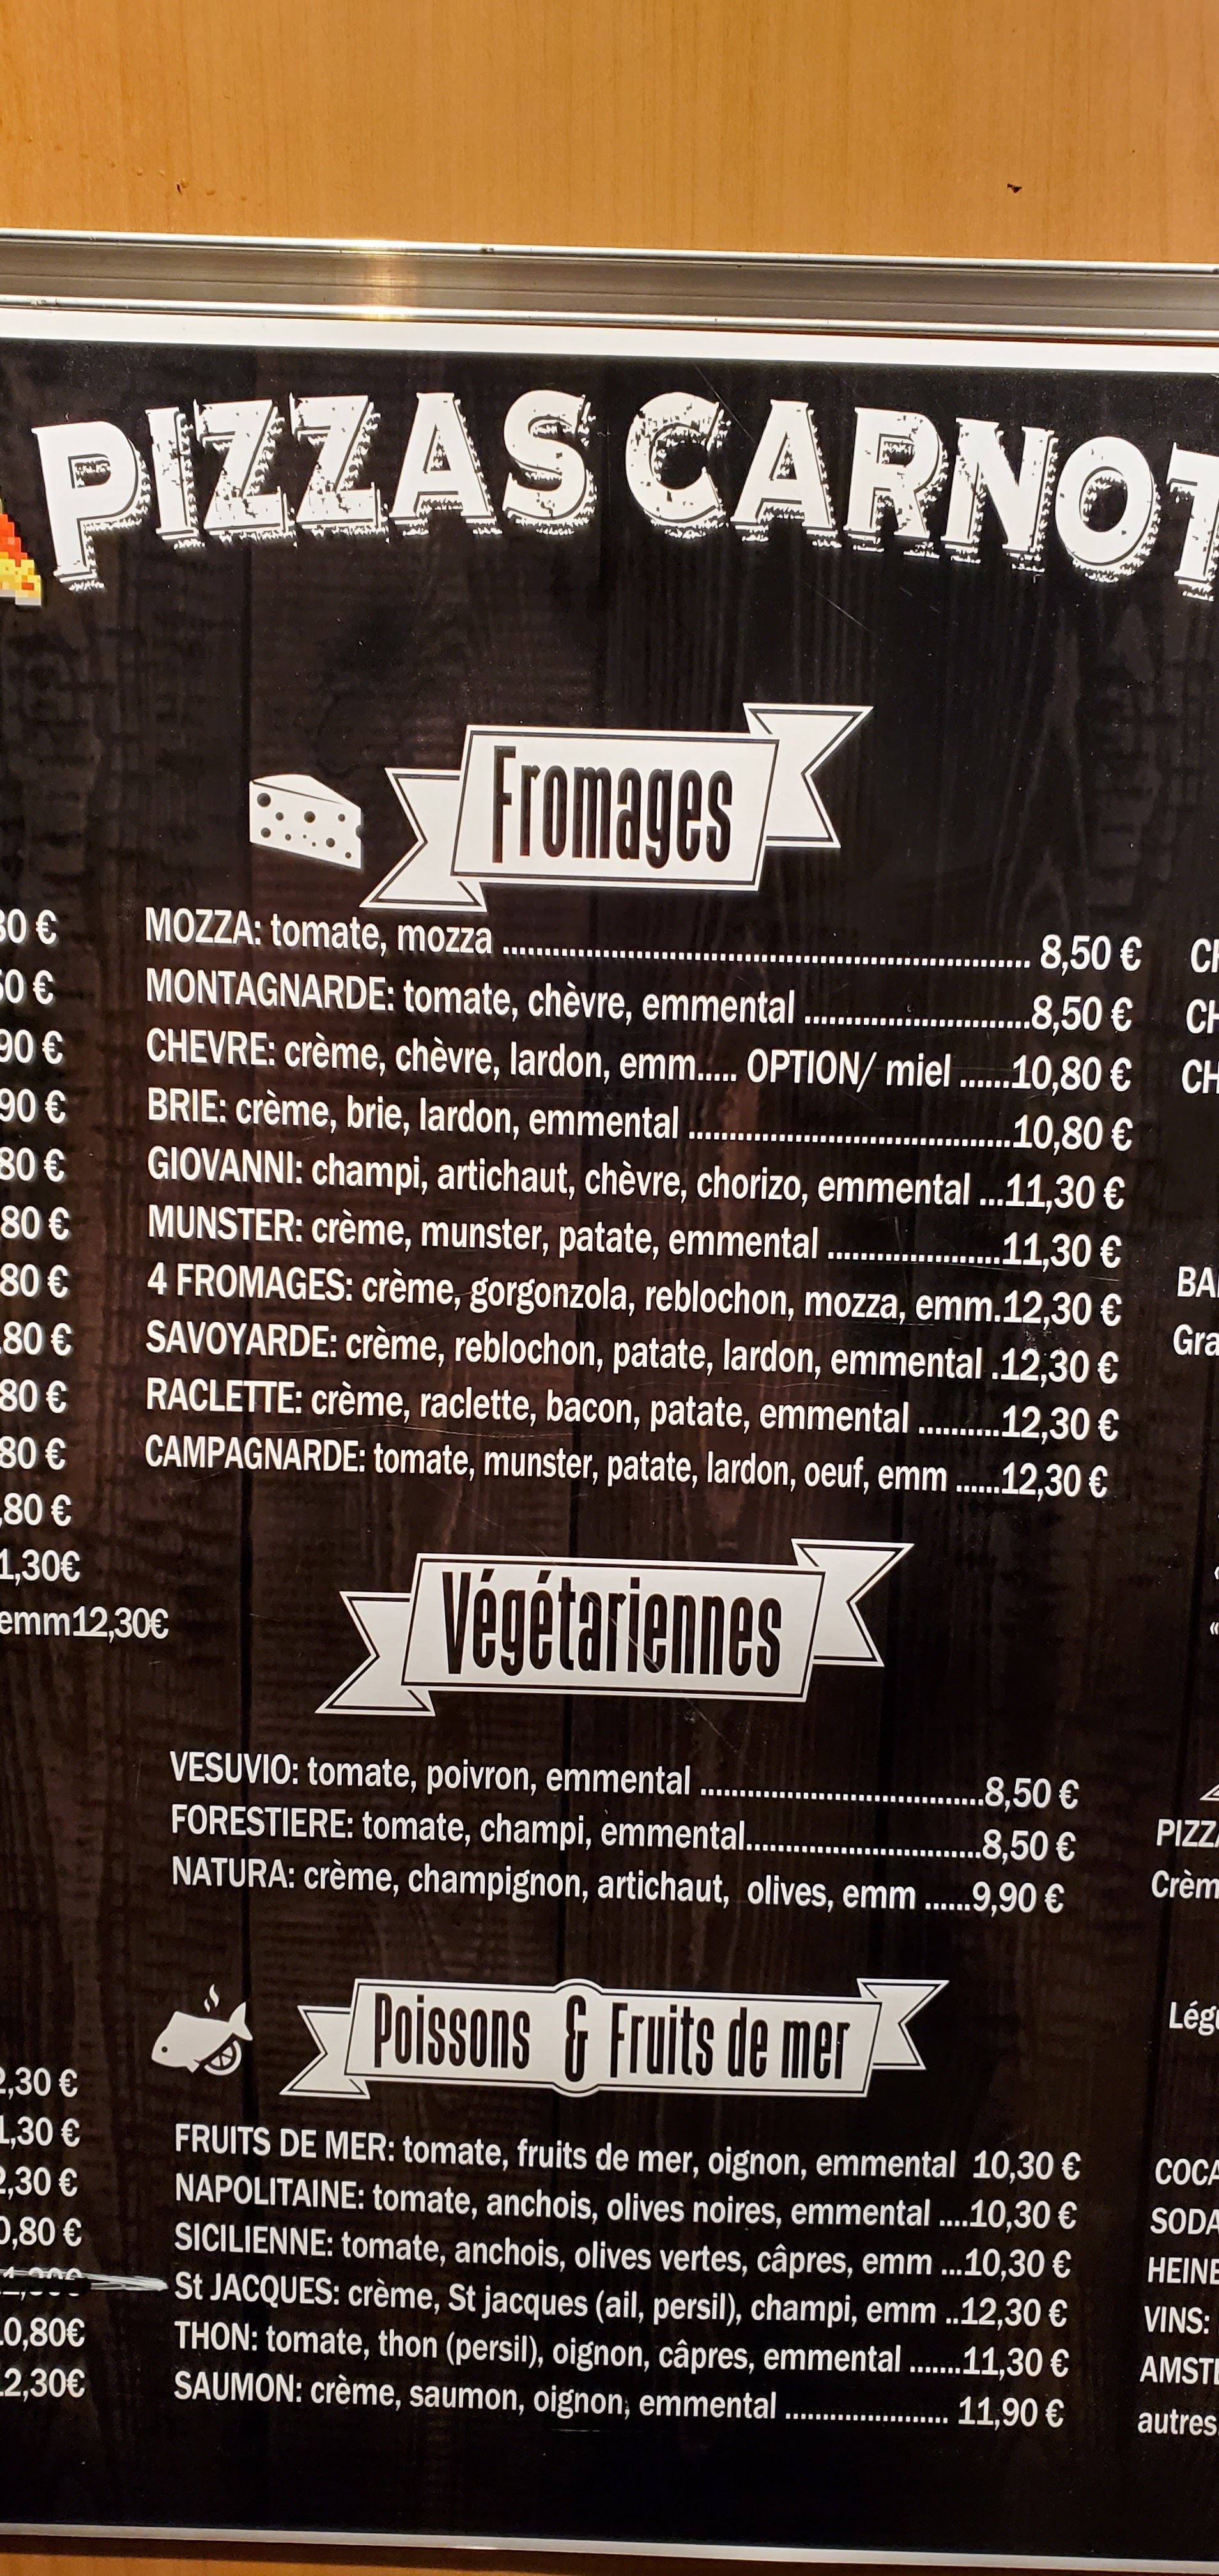 PIZZAS CARNOT
Fromages
MOZZA: tomate, mozza ........ 8,50 €
MONTAGNARDE: tomate, chèvre, emmental ........8,50 €
CHEVRE: crème, chèvre, lardon, emm..... OPTION/ miel ......10,80 €
BRIE: crème, brie, lardon, emmental ........10,80 €
GIOVANNI: champi, artichaut, chèvre, chorizo, emmental ...11,30 €
MUNSTER: crème, munster, patate, emmental ........11,30 €
4 FROMAGES: crème, gorgonzola, reblochon, mozza, emm.12,30 €
SAVOYARDE: crème, reblochon, patate, lardon, emmental .12,30 €
RACLETTE: crème, raclette, bacon, patate, emmental ..........12,30 €
CAMPAGNARDE: tomate, munster, patate, lardon, oeuf, emm ......12,30 €
emm12,30€
Végétariennes
VESUVIO: tomate, poivron, emmental ........8,50 €
FORESTIERE: tomate, champi, emmental........8,50 €
NATURA: crème, champignon, artichaut, olives, emm ......9,90 €
Poissons & Fruits de mer
FRUITS DE MER: tomate, fruits de mer, oignon, emmental 10,30 €
NAPOLITAINE: tomate, anchois, olives noires, emmental ....10,30 €
SICILIENNE: tomate, anchois, olives vertes, câpres, emm ...10,30 €
St JACQUES: crème, St jacques (ail, persil), champi, emm ..12,30 €
THON: tomate, thon (persil), oignon, câpres, emmental .......11,30 €
SAUMON: crème, saumon, oignon, emmental ........ 11,90 €
VINS:
autres